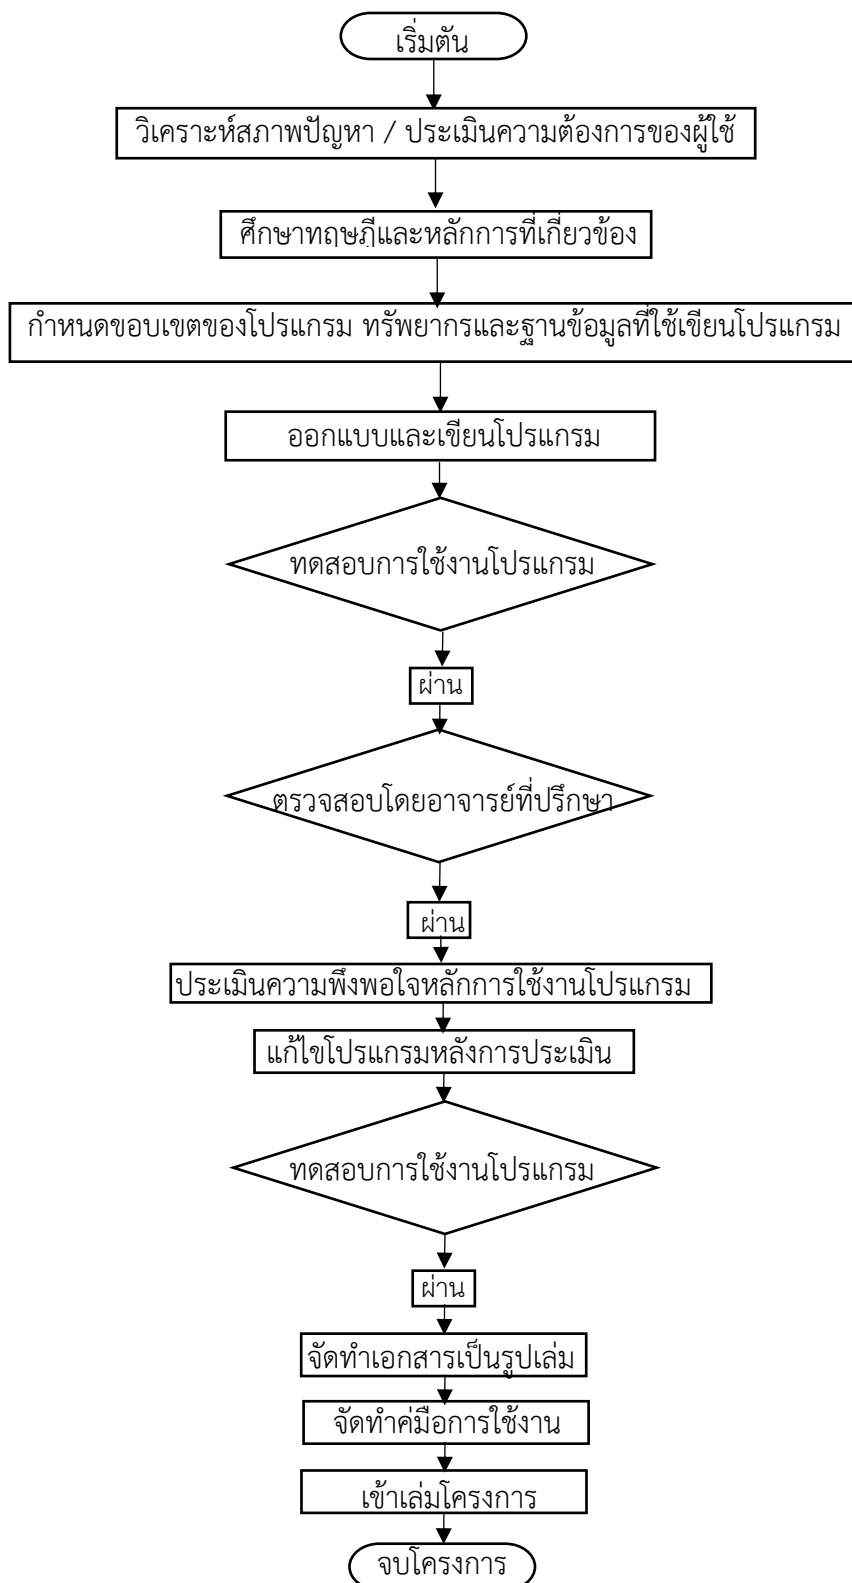 เริ่มตัน
วิเคราะห์สภาพปัญหา / ประเมินความต้องการของผู้ใช้
ศึกษาทฤษฎีและหลักการที่เกี่ยวข้อง
กำหนดขอบเขตของโปรแกรม ทรัพยากรและฐานข้อมูลที่ใช้เขียนโปรแกรม
ออกแบบและเขียนโปรแกรม
ทดสอบการใช้งานโปรแกรม
ผ่าน
ตรวจสอบโดยอาจารย์ที่ปรึกษา
ผ่าน
ประเมินความพึงพอใจหลักการใช้งานโปรแกรม
แก้ไขโปรแกรมหลังการประเมิน
ทดสอบการใช้งานโปรแกรม
ผ่าน
จัดทำเอกสารเป็นรูปเล่ม
จัดทำค่มือการใช้งาน
เข้าเล่มโครงการ
จบโครงการ